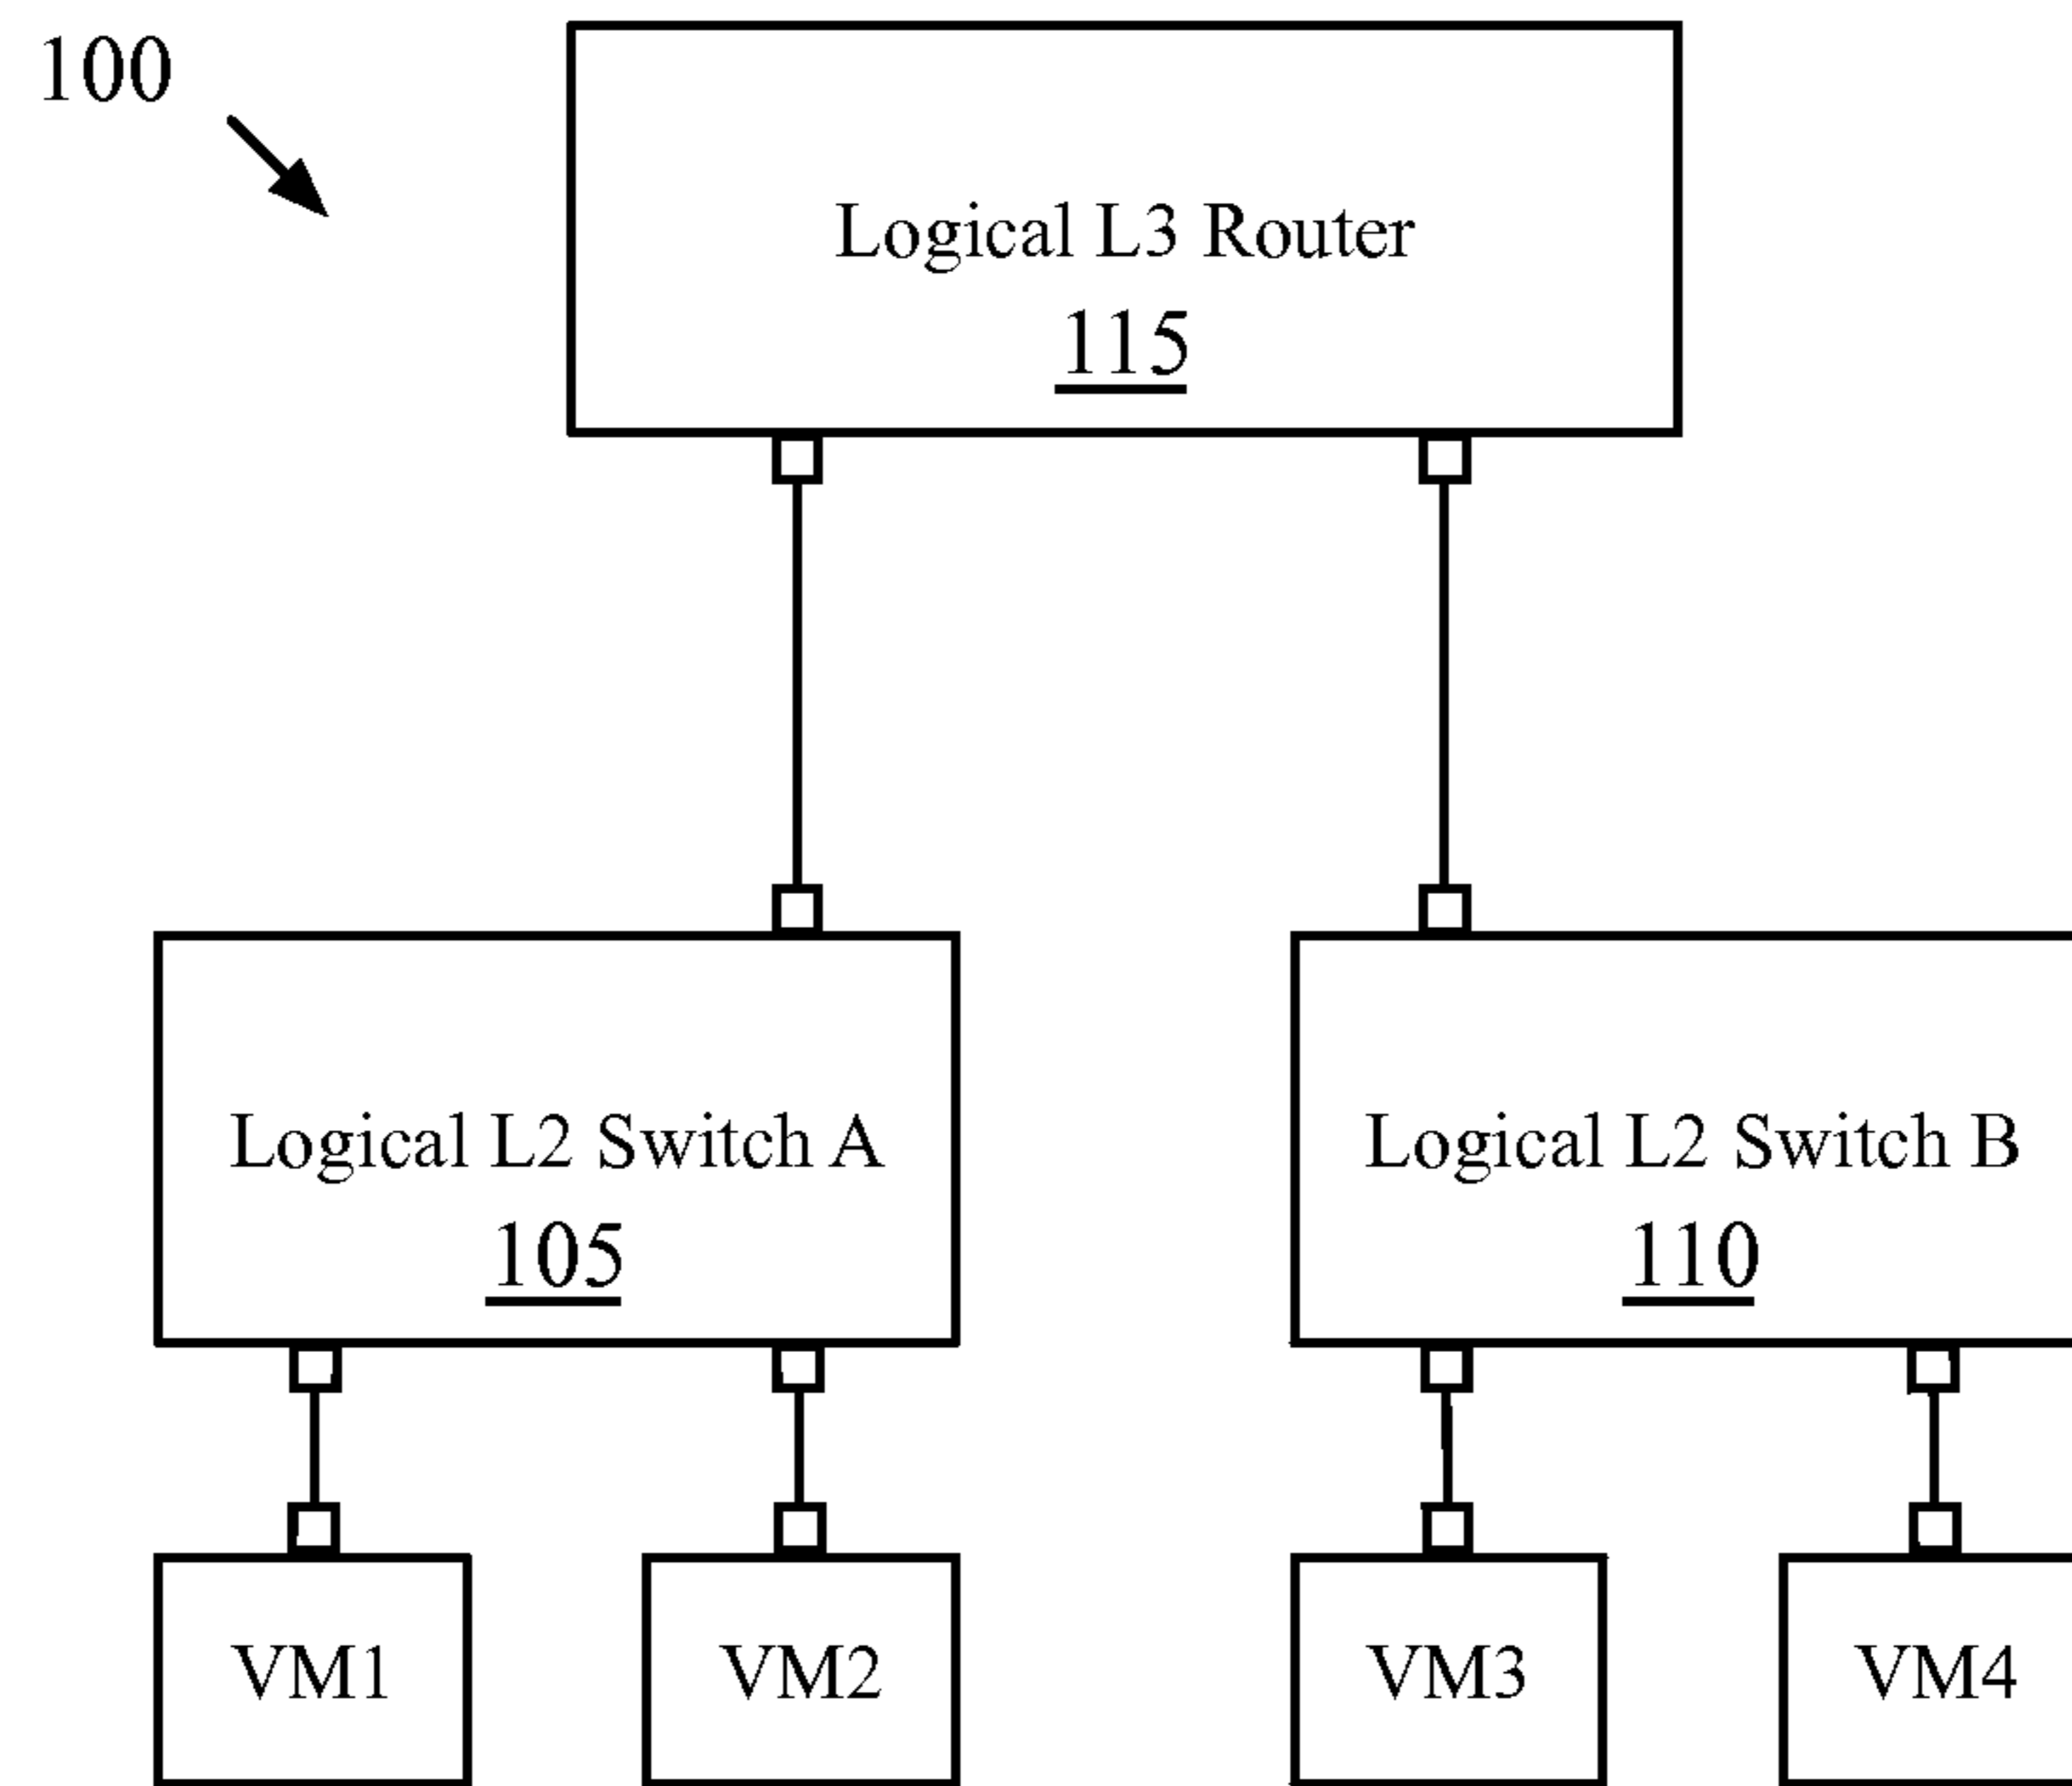 100
Logical L3 Router
115
Logical L2 Switch A
105
Logical L2 Switch B
110
VM1
VM2
VM3
VM4